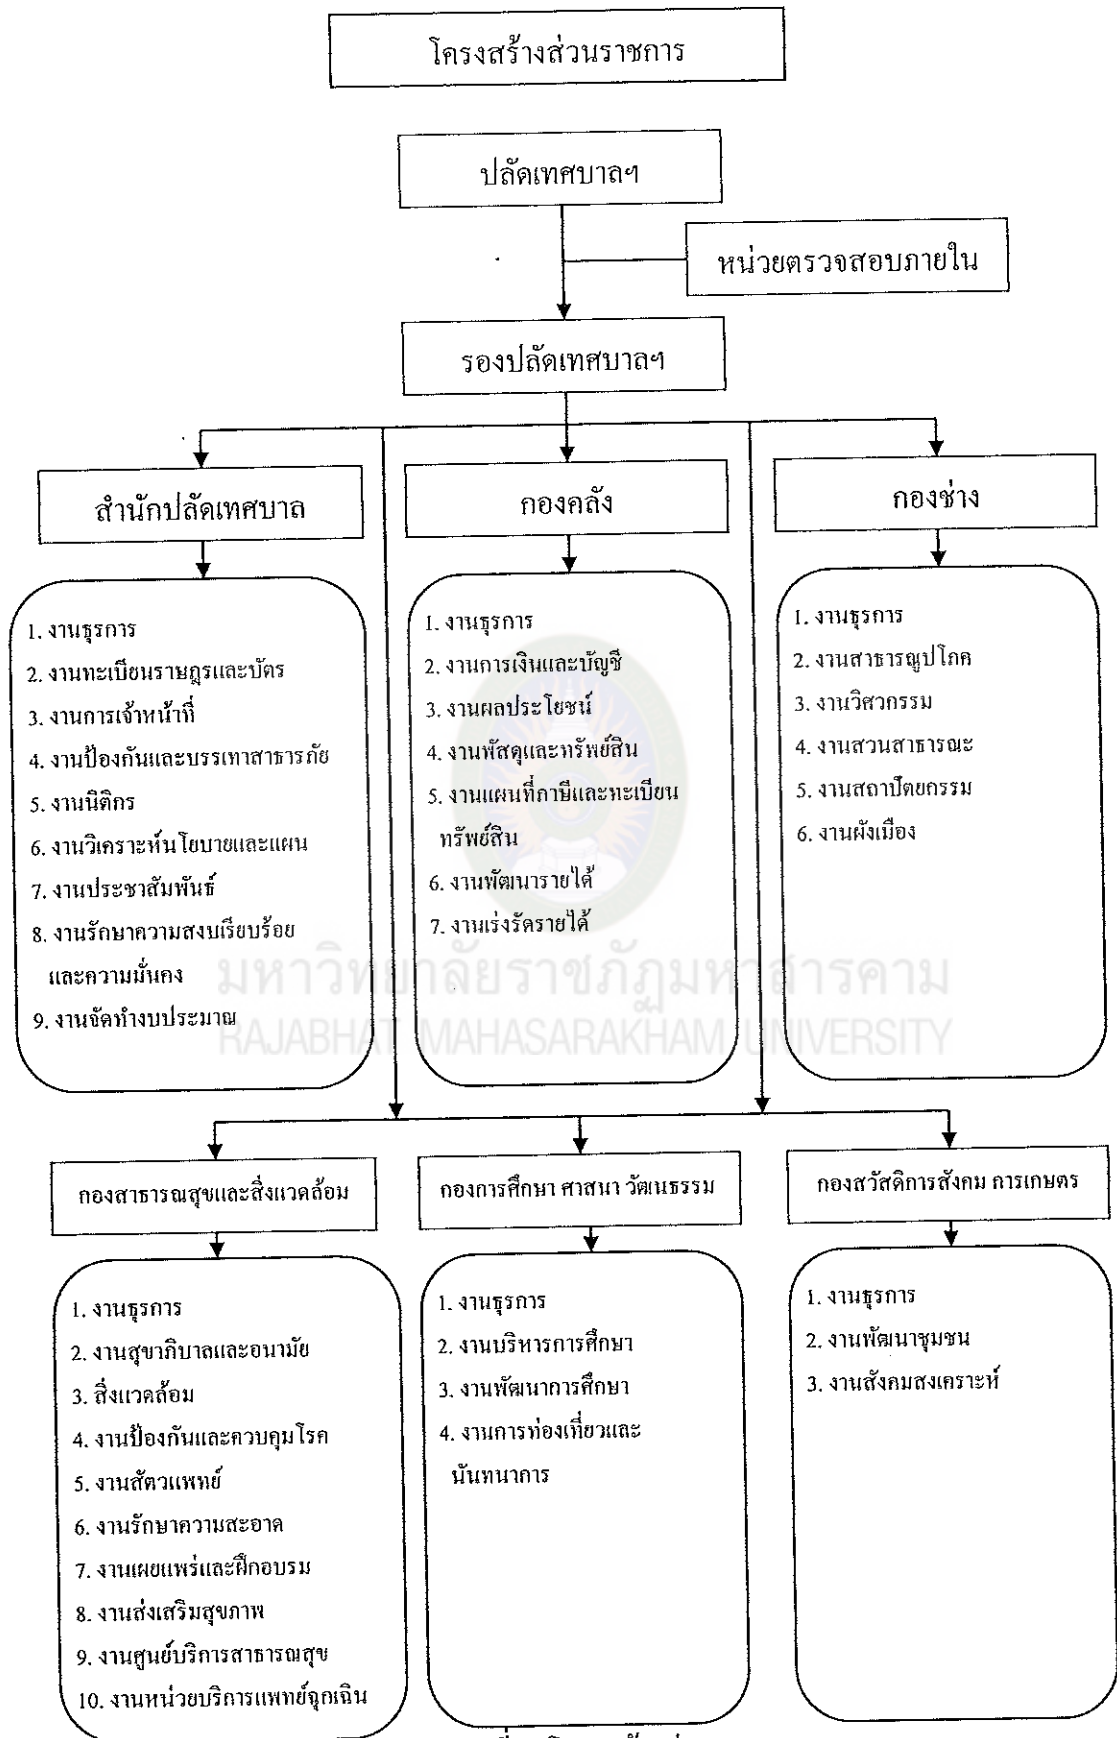 โครงสร้างส่วนราชการ
ปลัดเทศบาลฯ
หน่วยตรวจสอบภายใน
รองปลัดเทศบาลฯ
สำนักปลัดเทศบาล
1. งานธุรการ
2. งานทะเบียนราษฎรและบัตร
3. งานการเจ้าหน้าที่
4. งานป้องกันและบรรเทาสาธารภัย
5. งานนิติกร
6. งานวิเคราะห์นโยบายและแผน
7. งานประชาสัมพันธ์
8. งานรักษาความสงบเรียบร้อย
และความมั่นคง
9. งานจัดทำงบประมาณ
กองคลัง
1. งานธุรการ
2. งานการเงินและบัญชี
3. งานผลประโยชน์
4. งานพัสดุและทรัพย์สิน
5. งานแผนที่ภาษีและทะเบียน
ทรัพย์สิน
6. งานพัฒนารายได้
7. งานเร่งรัดรายได้
กองช่าง
1. งานธุรการ
2. งานสาธารณูปโภค
3. งานวิศวกรรม
4. งานสวนสาธารณะ
5. งานสถาปัตยกรรม
6. งานผังเมือง
มหาวิทยาลัยราชภัฏมหาสารคาม
RAJABHAT MAHASARAKHAM UNIVERSITY
กองสาธารณสุขและสิ่งแวดล้อม
1. งานธุรการ
2. งานสุขาภิบาลและอนามัย
3. สิ่งแวดล้อม
4. งานป้องกันและควบคุมโรค
5. งานสัตวแพทย์
6. งานรักษาความสะอาด
7. งานเผยแพร่และฝึกอบรม
8. งานส่งเสริมสุขภาพ
9. งานศูนย์บริการสาธารณสุข
10. งานหน่วยบริการแพทย์ฉุกเฉิน
กองการศึกษา ศาสนา วัฒนธรรม
1. งานธุรการ
2. งานบริหารการศึกษา
3. งานพัฒนาการศึกษา
4. งานการท่องเที่ยวและ
นันทนาการ
กองสวัสดิการสังคม การเกษตร
1. งานธุรการ
2. งานพัฒนาชุมชน
3. งานสังคมสงเคราะห์